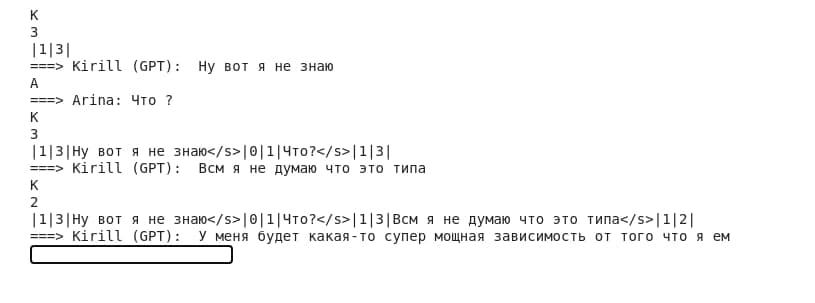 К
3
|1|3|
===> Kirill (GPT):  Ну вот я не знаю
А
===> Arina: Что ?
К
3
|1|3|Ну вот я не знаю</s>|0|1|Что?</s>|1|3|
===> Kirill (GPT):  Всм я не думаю что это типа
К
2
|1|3|Ну вот я не знаю</s>|0|1|Что?</s>|1|3|Всм я не думаю что это типа</s>|1|2|
===> Kirill (GPT):  У меня будет какая-то супер мощная зависимость от того что я ем